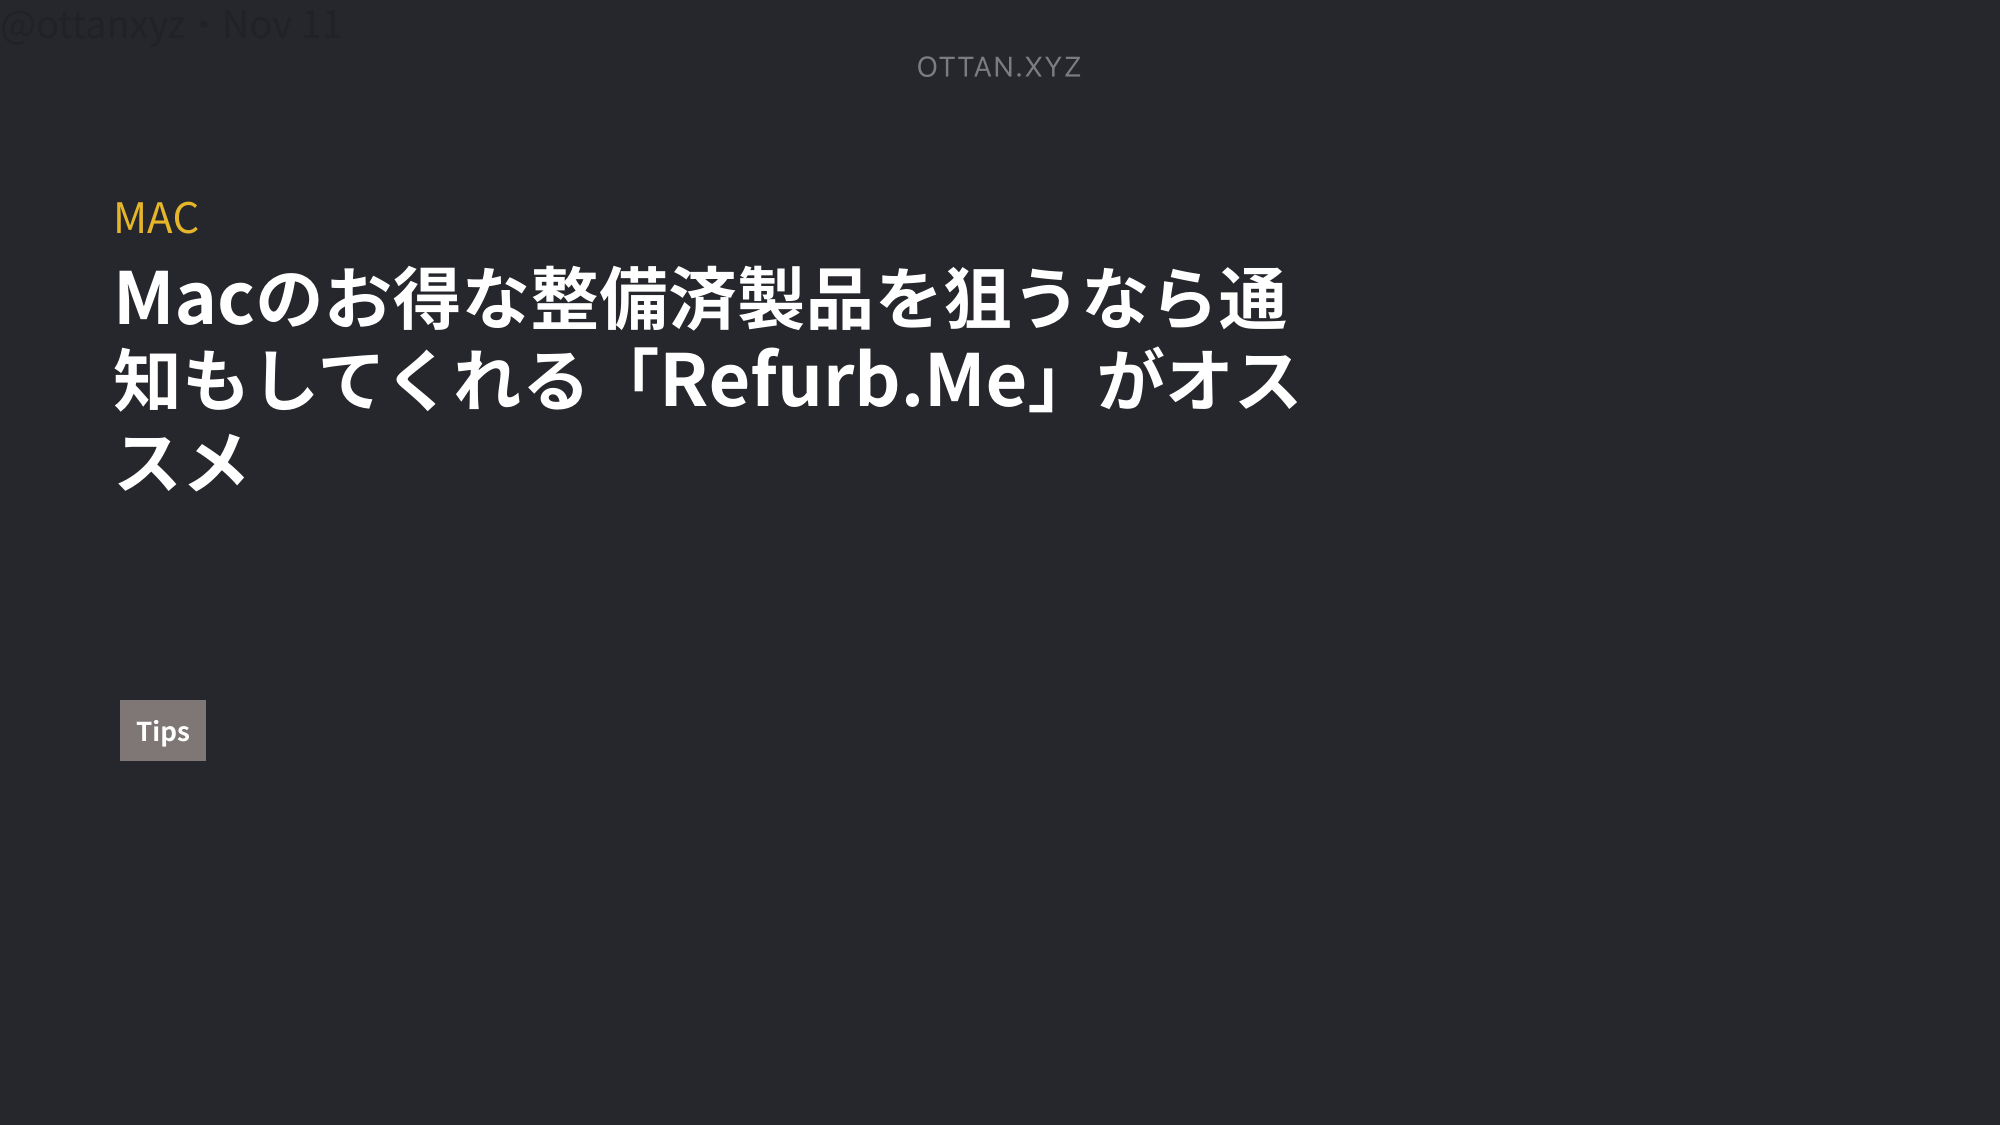 @ottanxyz・Nov 11
OTTAN.XYZ
MAC
Macのお得な整備済製品を狙うなら通
知もしてくれる「Refurb.Me」がオス
スメ
Tips